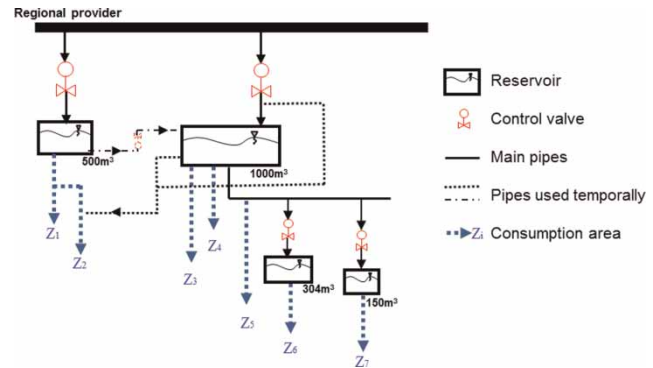 Regional provider
Reservoir
Control valve
Main pipes
Pipes used temporally
Zi Consumption area
500m³
1000m³
Z1
Z2
Z3
Z4
304m³
150m³
Z5
Z6
Z7